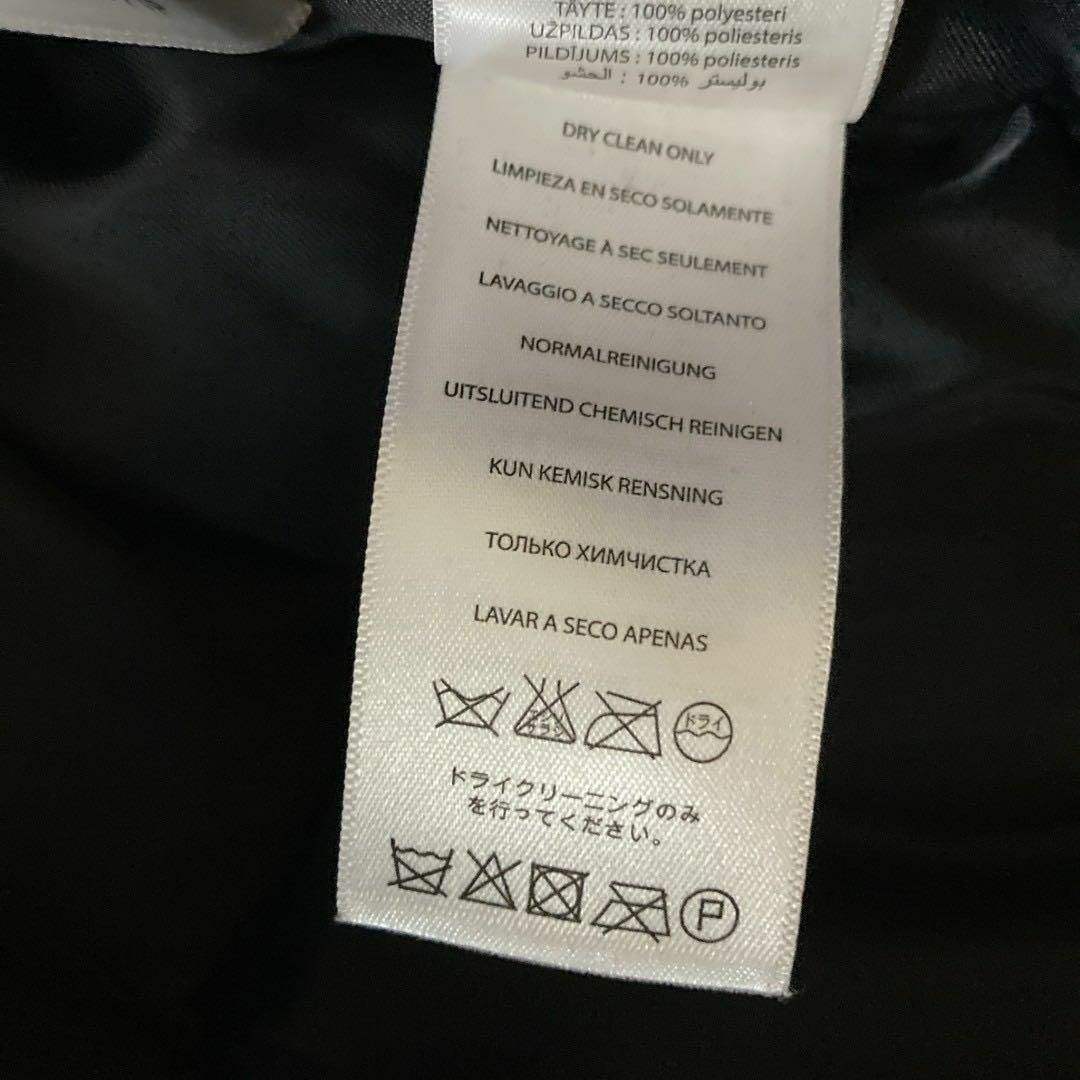 TÄYTE : 100% polyesteri
UŽPILDAS : 100% poliesteris
PILDĪJUMS : 100% poliesteris
الحشو : 100% بوليستر
DRY CLEAN ONLY
LIMPIEZA EN SECO SOLAMENTE
NETTOYAGE À SEC SEULEMENT
LAVAGGIO A SECCO SOLTANTO
NORMALREINIGUNG
UITSLUITEND CHEMISCH REINIGEN
KUN KEMISK RENSNING
ТОЛЬКО ХИМЧИСТКА
LAVAR A SECO APENAS
ドライ
ドライクリーニングのみ
を行ってください。
P